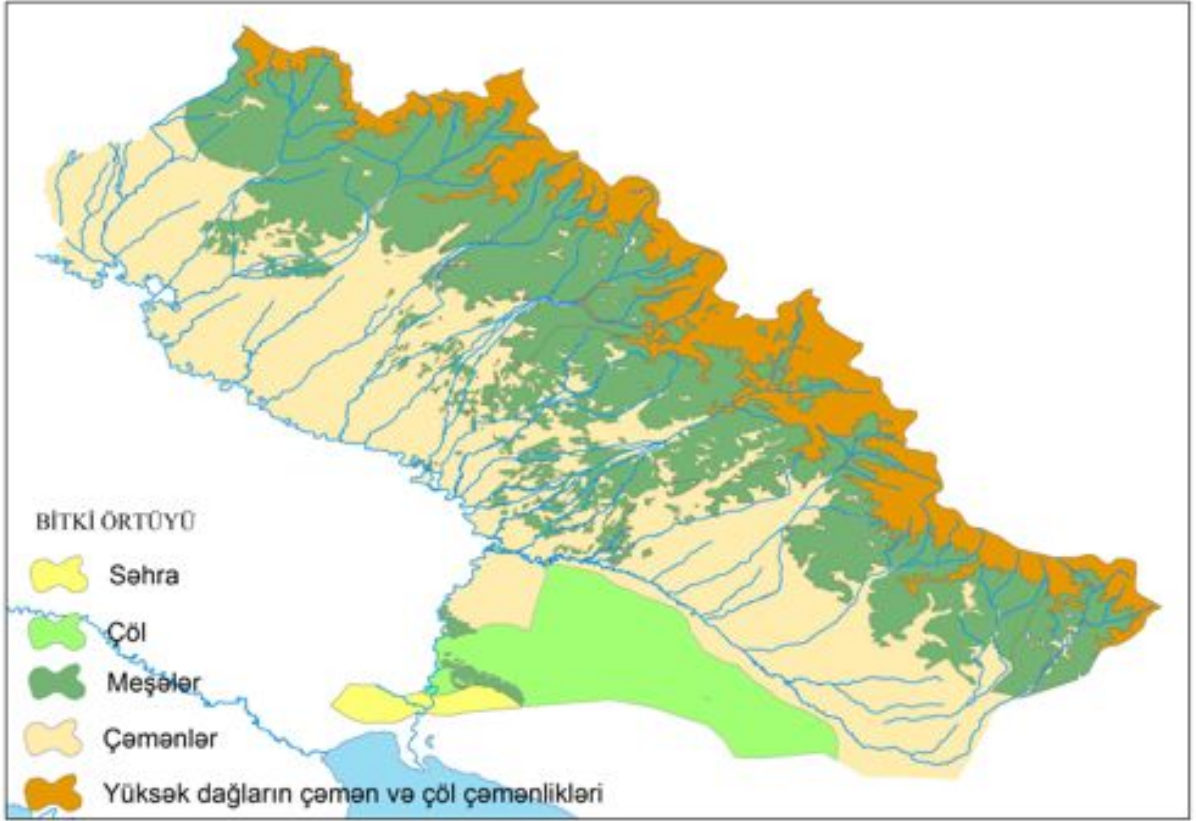 BİTKİ ÖRTÜYÜ
Səhra
Çöl
Meşələr
Çəmənlər
Yüksək dağların çəmən və çöl çəmənlikləri